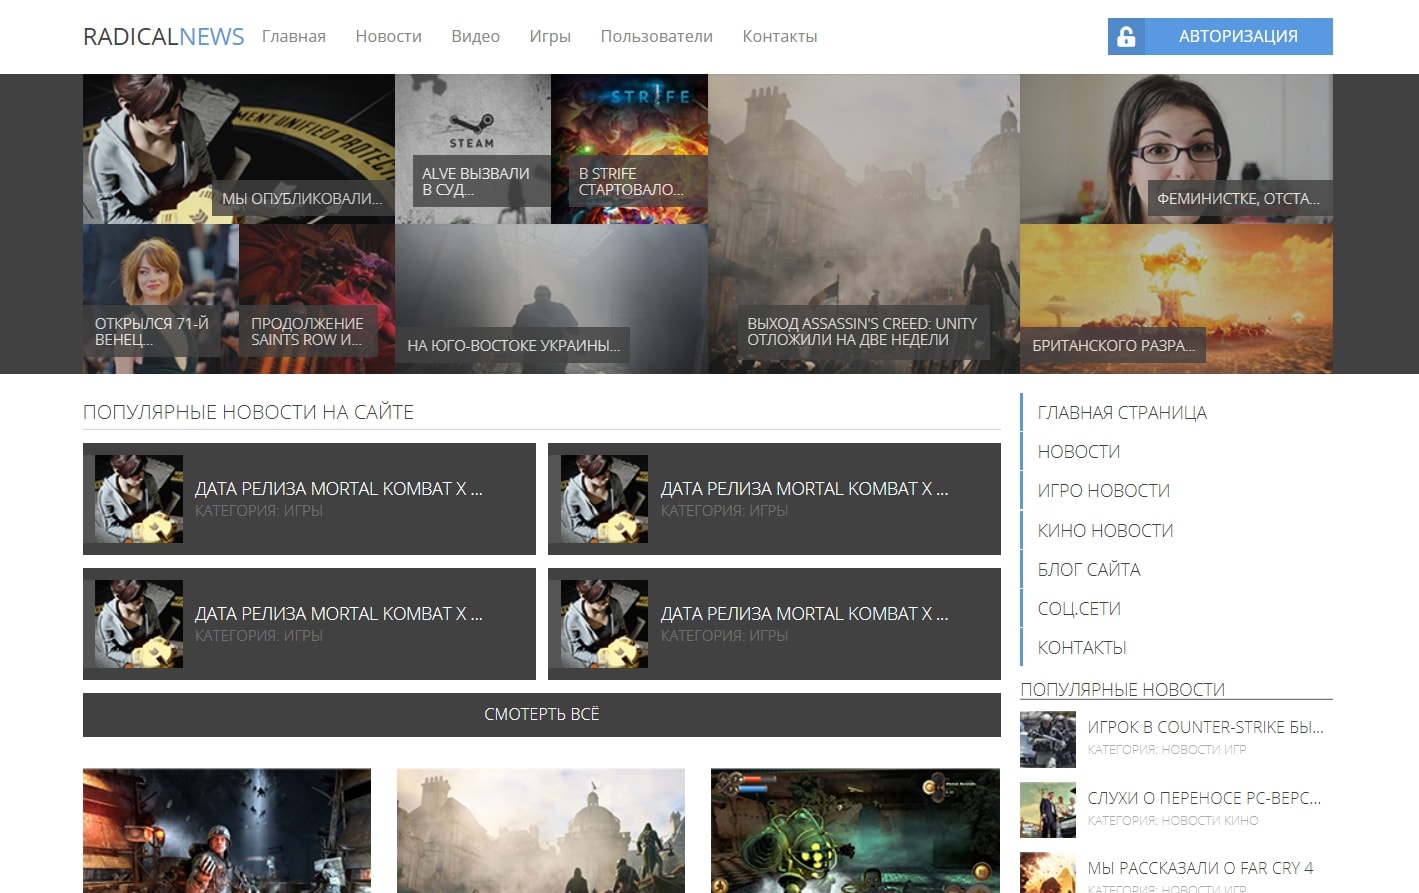 RADICALNEWS
Главная
Новости
Видео
Игры
Пользователи
Контакты
АВТОРИЗАЦИЯ
МЫ ОПУБЛИКОВАЛИ...
STEAM
ALVE ВЫЗВАЛИ
В СУД...
STRIFE
В STRIFE
СТАРТОВАЛО...
ФЕМИНИСТКЕ, ОТСТА...
ОТКРЫЛСЯ 71-Й
ВЕНЕЦ...
ПРОДОЛЖЕНИЕ
SAINTS ROW И...
НА ЮГО-ВОСТОКЕ УКРАИНЫ...
ВЫХОД ASSASSIN'S CREED: UNITY
ОТЛОЖИЛИ НА ДВЕ НЕДЕЛИ
БРИТАНСКОГО РАЗРА...
ПОПУЛЯРНЫЕ НОВОСТИ НА САЙТЕ
ДАТА РЕЛИЗА MORTAL KOMBAT X ...
КАТЕГОРИЯ: ИГРЫ
ДАТА РЕЛИЗА MORTAL KOMBAT X ...
КАТЕГОРИЯ: ИГРЫ
ДАТА РЕЛИЗА MORTAL KOMBAT X ...
КАТЕГОРИЯ: ИГРЫ
ДАТА РЕЛИЗА MORTAL KOMBAT X ...
КАТЕГОРИЯ: ИГРЫ
СМОТЕРТЬ ВСЁ
ГЛАВНАЯ СТРАНИЦА
НОВОСТИ
ИГРО НОВОСТИ
КИНО НОВОСТИ
БЛОГ САЙТА
СОЦ.СЕТИ
КОНТАКТЫ
ПОПУЛЯРНЫЕ НОВОСТИ
ИГРОК В COUNTER-STRIKE БЫ...
КАТЕГОРИЯ: НОВОСТИ ИГР
СЛУХИ О ПЕРЕНОСЕ PC-ВЕРС...
КАТЕГОРИЯ: НОВОСТИ КИНО
МЫ РАССКАЗАЛИ О FAR CRY 4
КАТЕГОРИЯ: НОВОСТИ ИГР